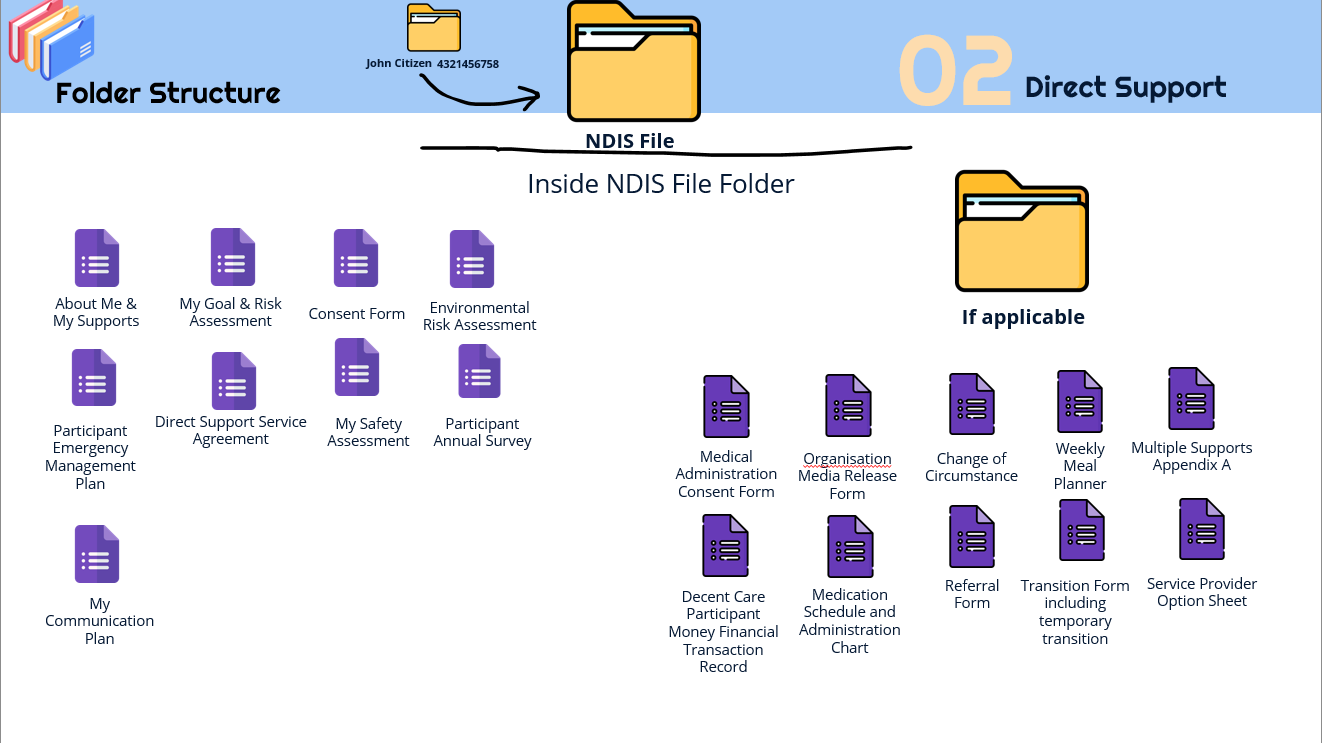 Folder Structure
John Citizen 4321456758
02 Direct Support
NDIS File
Inside NDIS File Folder
About Me &
My Supports
My Goal & Risk
Assessment
Consent Form
Environmental
Risk Assessment
Participant
Emergency
Management
Plan
Direct Support Service
Agreement
My Safety
Assessment
Participant
Annual Survey
My
Communication
Plan
If applicable
Medical
Administration
Consent Form
Organisation
Media Release
Form
Change of
Circumstance
Weekly
Meal
Planner
Multiple Supports
Appendix A
Decent Care
Participant
Money Financial
Transaction
Record
Medication
Schedule and
Administration
Chart
Referral
Form
Transition Form
including
temporary
transition
Service Provider
Option Sheet